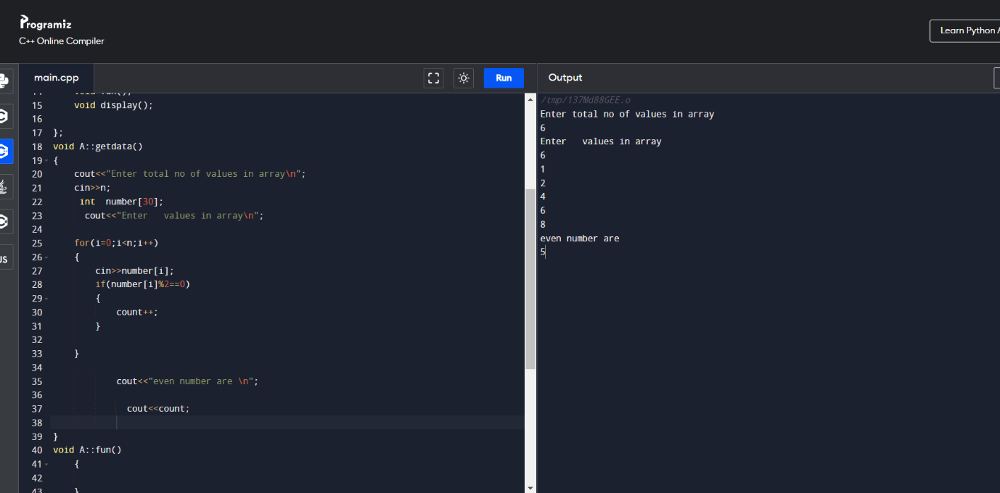 Programiz
C++ Online Compiler
Learn Python
main.cpp
Run
Output
15 void display();
16
17 };
18 void A::getdata()
19 {
20 cout<<"Enter total no of values in array\n";
21 cin>>n;
22 int number[30];
23 cout<<"Enter values in array\n";
24
25 for(i=0;i<n;i++)
26 {
27 cin>>number[i];
28 if(number[i]%2==0)
29 {
30 count++;
31 }
32
33 }
34
35 cout<<"even number are \n";
36
37 cout<<count;
38
39 }
40 void A::fun()
41 {
42
43 }
/tmp/137Md88GEE.o
Enter total no of values in array
6
Enter values in array
6
1
2
4
6
8
even number are
5